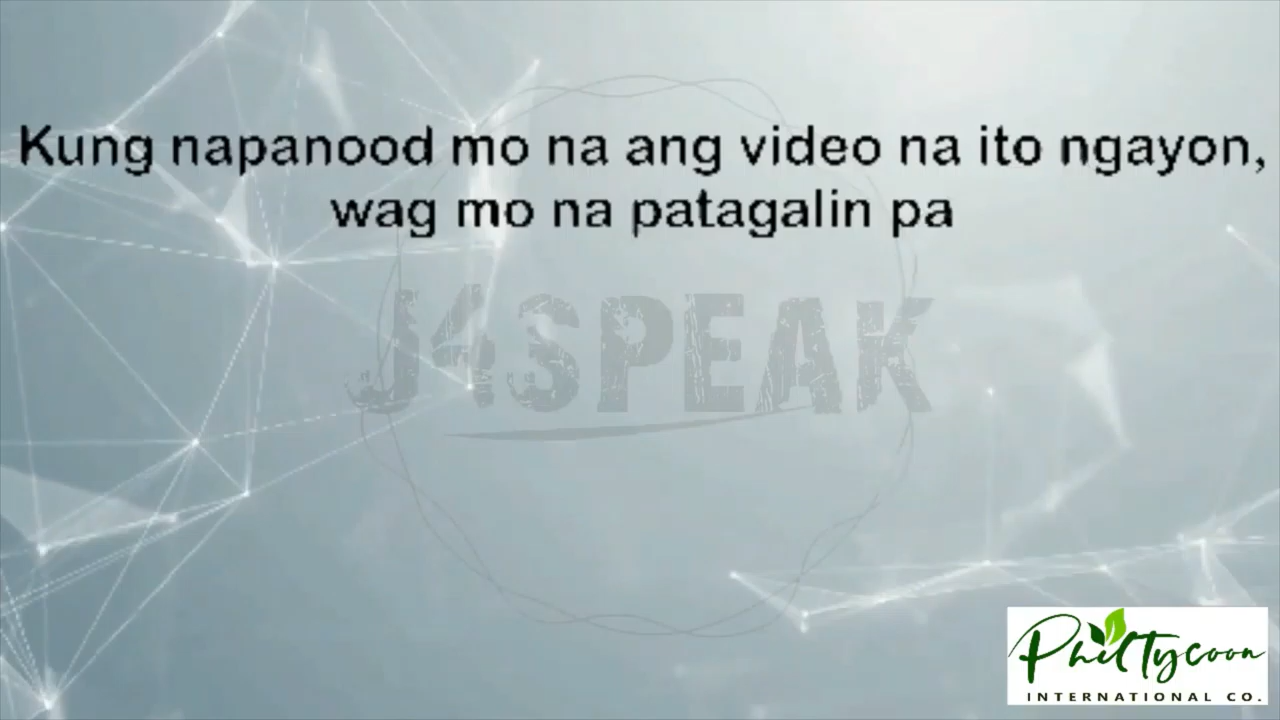 Kung napanood mo na ang video na ito ngayon,
wag mo na patagalin pa
J4SPEAK
PhilTycoon
INTERNATIONAL CO.